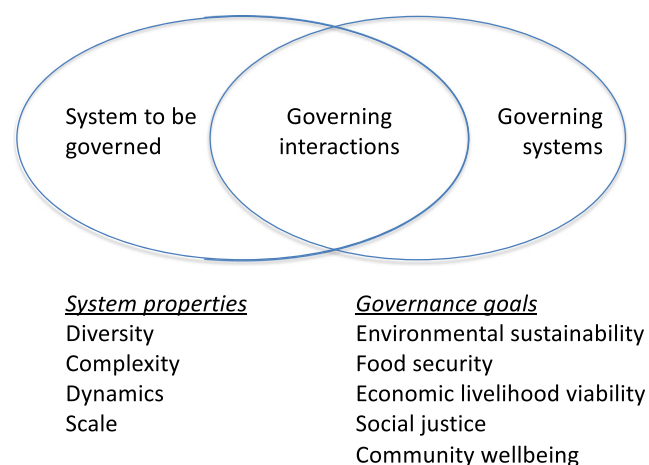 System to be
governed
Governing
interactions
Governing
systems
System properties
Diversity
Complexity
Dynamics
Scale
Governance goals
Environmental sustainability
Food security
Economic livelihood viability
Social justice
Community wellbeing